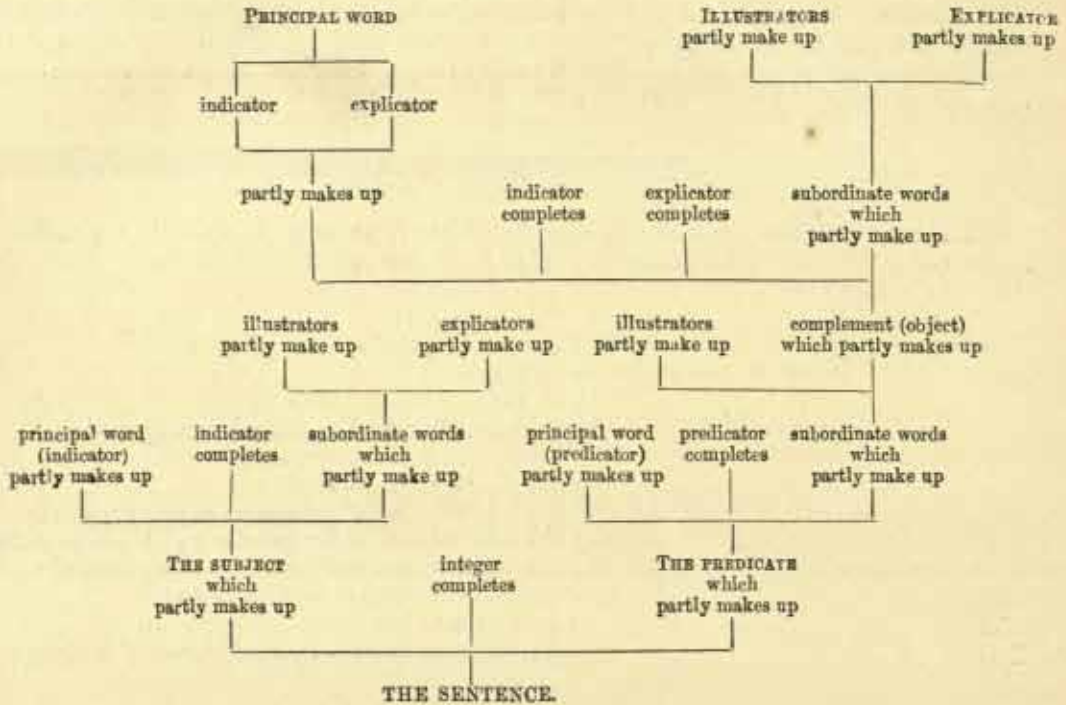 PRINCIPAL WORD
ILLUSTRATORS
partly make up
EXPLICATOR
partly makes up
indicator
explicator
partly makes up
indicator
completes
explicator
completes
subordinate words
which
partly make up
illustrators
partly make up
explicators
partly make up
illustrators
partly make up
complement (object)
which partly makes up
principal word
(indicator)
partly makes up
indicator
completes
subordinate words
which
partly make up
principal word
(predicator)
partly makes up
predicator
completes
subordinate words
which
partly make up
THE SUBJECT
which
partly makes up
integer
completes
THE PREDICATE
which
partly makes up
THE SENTENCE.